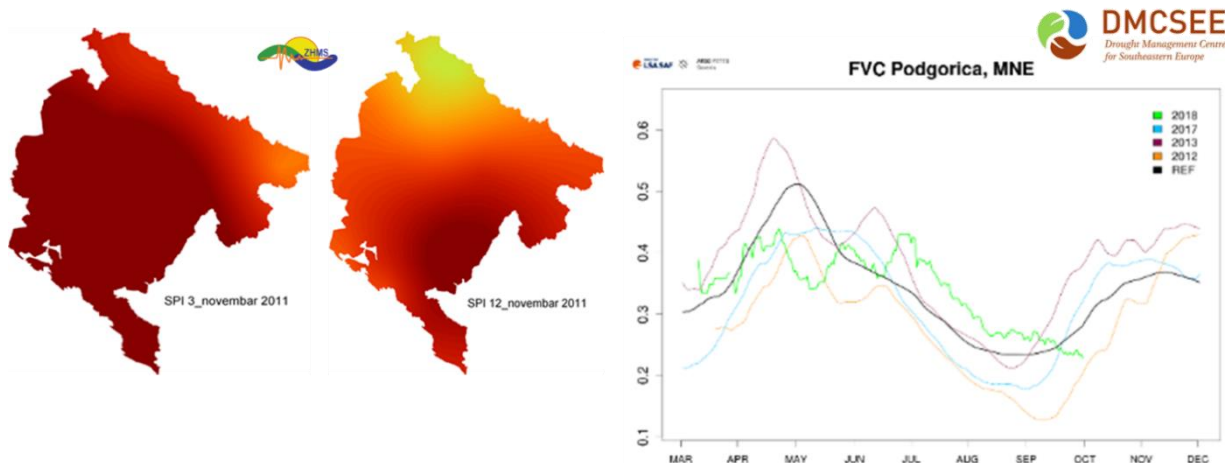 ZHMS
SPI 3_novembar 2011
SPI 12_novembar 2011
DMCSEE
Drought Management Centre
for Southeastern Europe
LSA SAF
FVC Podgorica, MNE
2018
2017
2013
2012
REF
0.6
0.5
0.4
0.3
0.2
0.1
MAR
APR
MAY
JUN
JUL
AUG
SEP
OCT
NOV
DEC